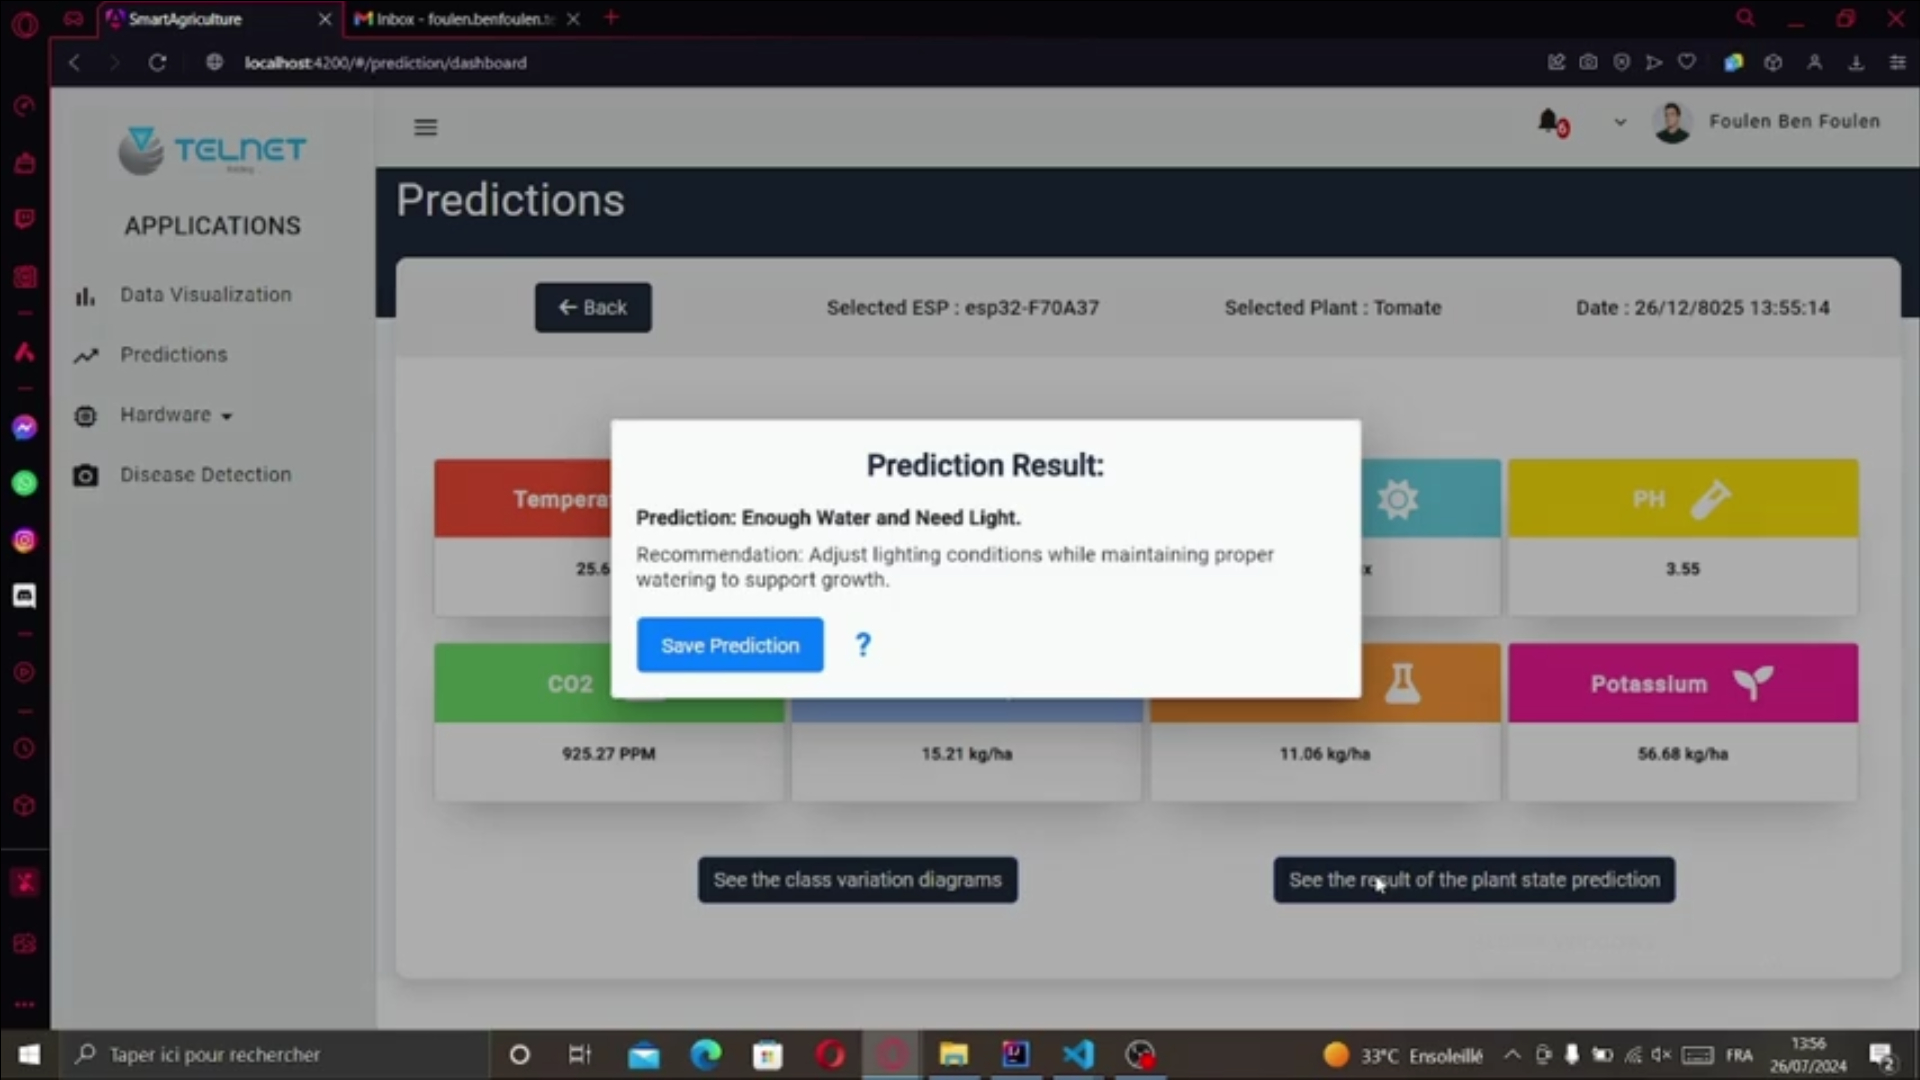 SmartAgriculture
Inbox - foulen.benfoulen.te
localhost:4200/#/prediction/dashboard
TELNET
Foulen Ben Foulen
APPLICATIONS
Data Visualization
Predictions
Hardware
Disease Detection
Predictions
Back
Selected ESP : esp32-F70A37
Selected Plant : Tomate
Date : 26/12/8025 13:55:14
Prediction Result:
Prediction: Enough Water and Need Light.
Recommendation: Adjust lighting conditions while maintaining proper
watering to support growth.
Save Prediction
?
Tempera
PH
25.6
x
3.55
CO2
Potassium
925.27 PPM
15.21 kg/ha
11.06 kg/ha
56.68 kg/ha
See the class variation diagrams
See the result of the plant state prediction
Taper ici pour rechercher
33°C Ensoleillé
FRA
13:56
26/07/2024
2